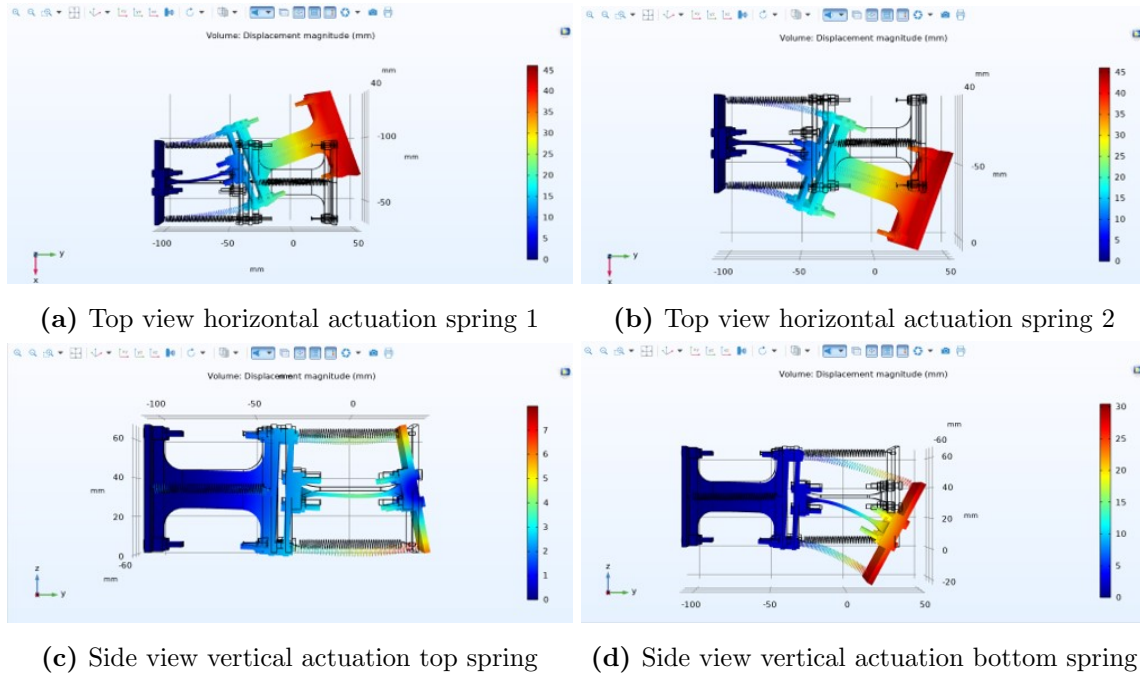 Volume: Displacement magnitude (mm)
mm
40
-100
mm
-50
-100
-50
0
mm
45
40
35
30
25
20
15
10
5
0
z
y
x
(a) Top view horizontal actuation spring 1
Volume: Displacement magnitude (mm)
mm
40
-50
mm
0
-100
-50
0
50
45
40
35
30
25
20
15
10
5
0
z
y
x
(b) Top view horizontal actuation spring 2
Volume: Displacement magnitude (mm)
-100
-50
0
60
40
mm
20
0
-60
mm
7
6
5
4
3
2
1
0
z
x
y
(c) Side view vertical actuation top spring
Volume: Displacement magnitude (mm)
mm
-60
60
40
mm
20
0
-20
-100
-50
0
50
30
25
20
15
10
5
0
z
x
y
(d) Side view vertical actuation bottom spring